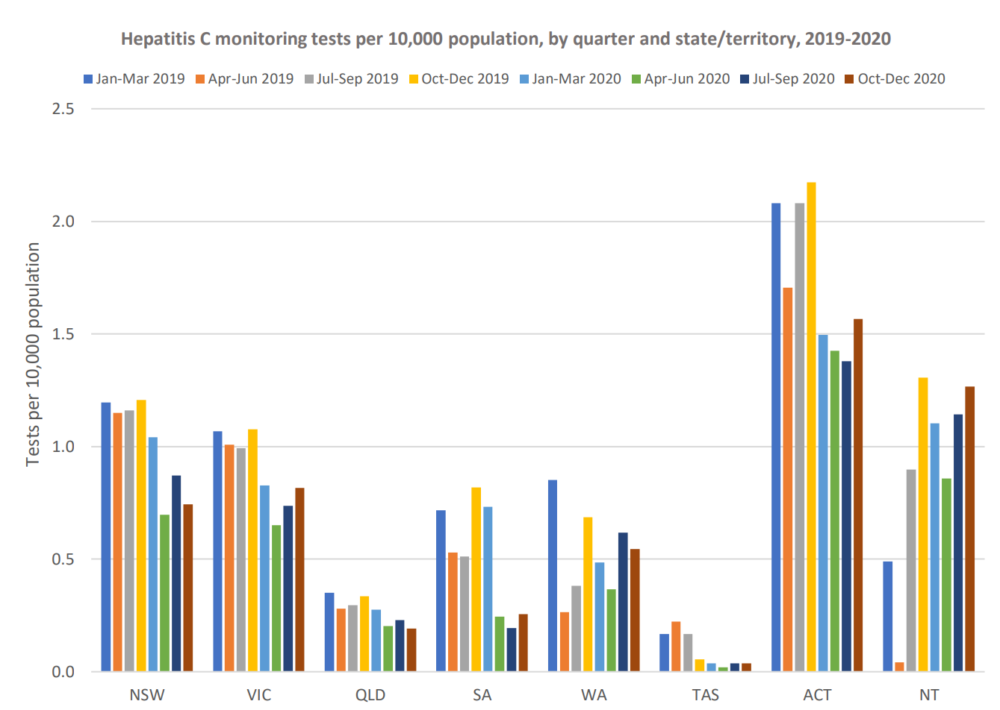 Hepatitis C monitoring tests per 10,000 population, by quarter and state/territory, 2019-2020
Jan-Mar 2019 Apr-Jun 2019 Jul-Sep 2019 Oct-Dec 2019 Jan-Mar 2020 Apr-Jun 2020 Jul-Sep 2020 Oct-Dec 2020
Tests per 10,000 population
2.5
2.0
1.5
1.0
0.5
0.0
NSW VIC QLD SA WA TAS ACT NT